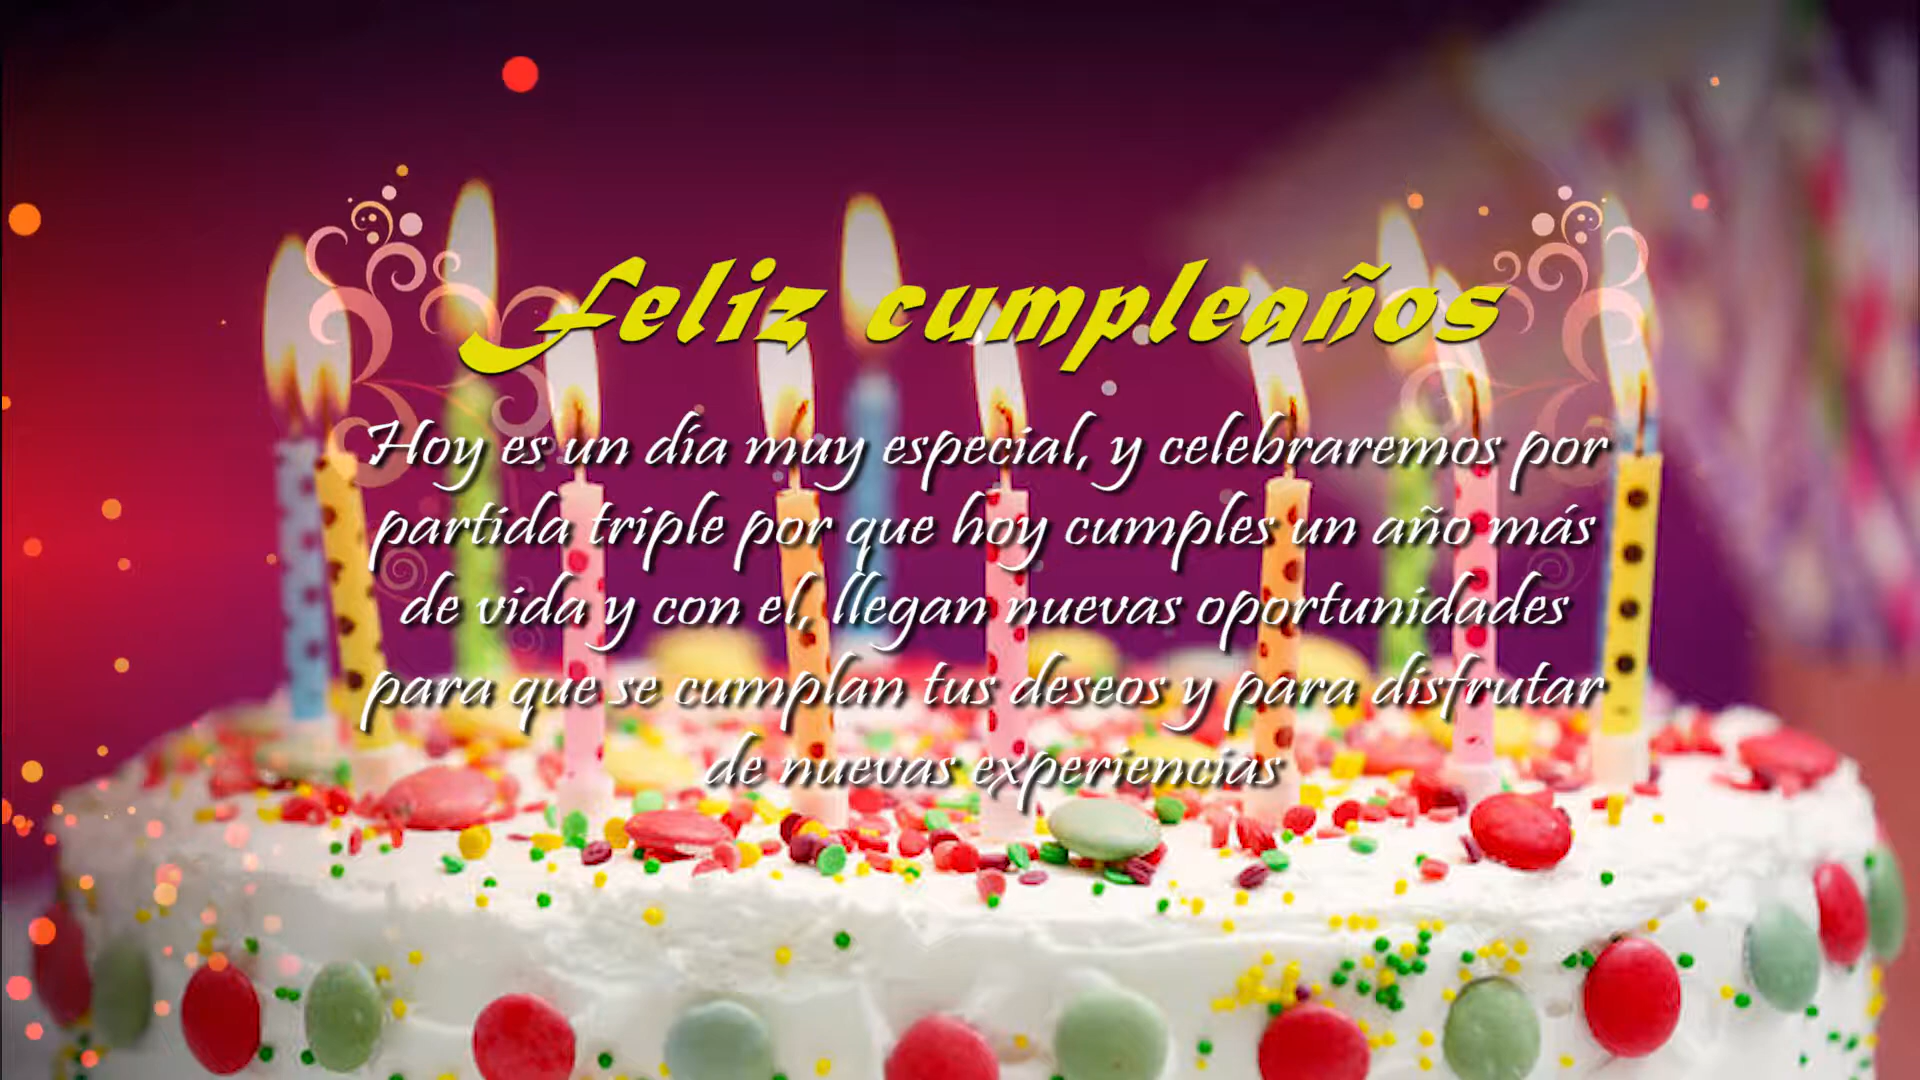 Feliz cumpleaños
Hoy es un día muy especial, y celebraremos por
partida triple por que hoy cumples un año más
de vida y con el, llegan nuevas oportunidades
para que se cumplan tus deseos y para disfrutar
de nuevas experiencias